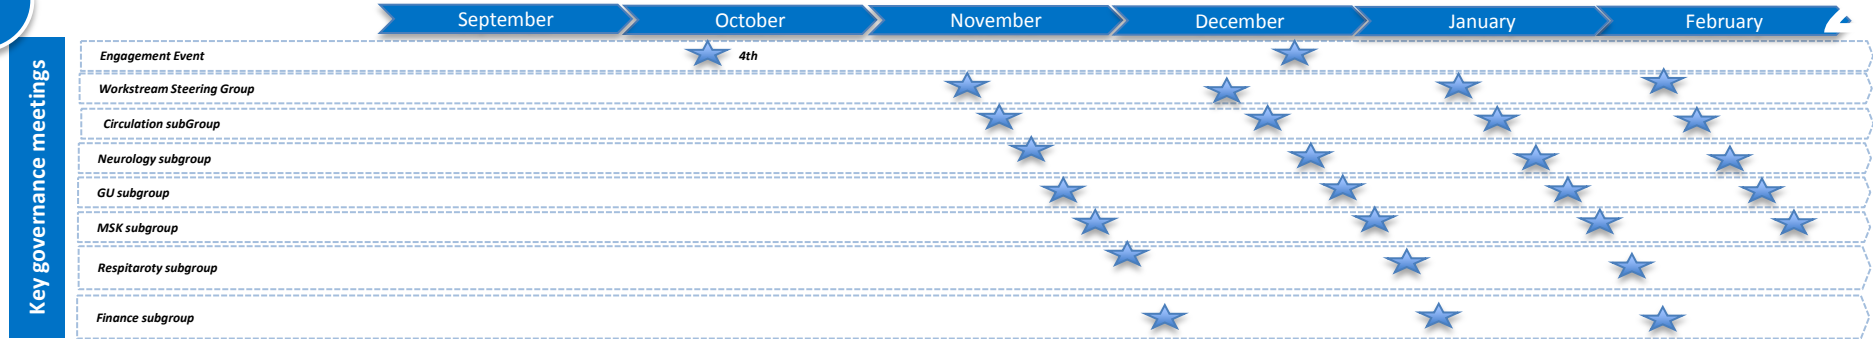 September October November December January February
Key governance meetings
Engagement Event 4th
Workstream Steering Group
Circulation subGroup
Neurology subgroup
GU subgroup
MSK subgroup
Respitaroty subgroup
Finance subgroup